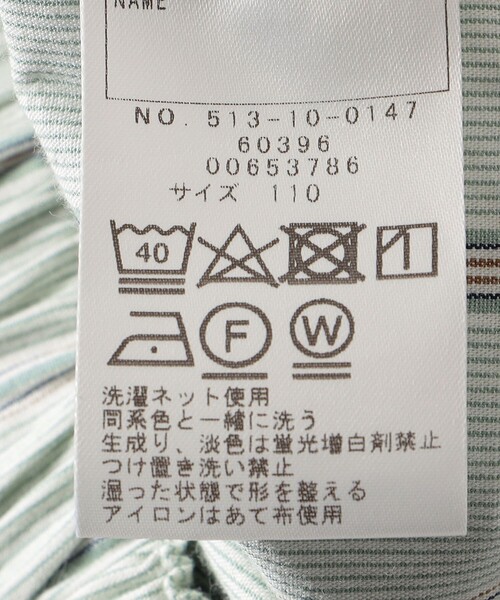 NAME
NO. 513-10-0147
60396
00653786
サイズ 110
40
F W
洗濯ネット使用
同系色と一緒に洗う
生成り、淡色は蛍光増白剤禁止
つけ置き洗い禁止
湿った状態で形を整える
アイロンはあて布使用